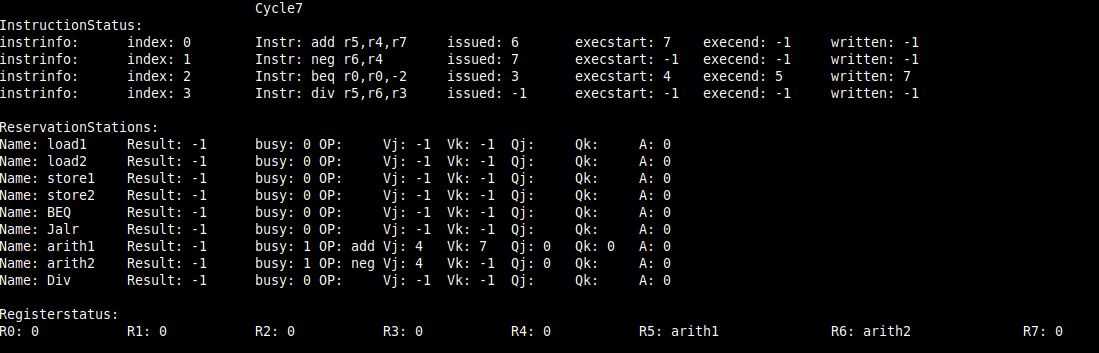 Cycle7
InstructionStatus:
instrinfo: index: 0 Instr: add r5,r4,r7 issued: 6 execstart: 7 execend: -1 written: -1
instrinfo: index: 1 Instr: neg r6,r4 issued: 7 execstart: -1 execend: -1 written: -1
instrinfo: index: 2 Instr: beq r0,r0,-2 issued: 3 execstart: 4 execend: 5 written: 7
instrinfo: index: 3 Instr: div r5,r6,r3 issued: -1 execstart: -1 execend: -1 written: -1
ReservationStations:
Name: load1 Result: -1 busy: 0 OP: Vj: -1 Vk: -1 Qj: Qk: A: 0
Name: load2 Result: -1 busy: 0 OP: Vj: -1 Vk: -1 Qj: Qk: A: 0
Name: store1 Result: -1 busy: 0 OP: Vj: -1 Vk: -1 Qj: Qk: A: 0
Name: store2 Result: -1 busy: 0 OP: Vj: -1 Vk: -1 Qj: Qk: A: 0
Name: BEQ Result: -1 busy: 0 OP: Vj: -1 Vk: -1 Qj: Qk: A: 0
Name: Jalr Result: -1 busy: 0 OP: Vj: -1 Vk: -1 Qj: Qk: A: 0
Name: arith1 Result: -1 busy: 1 OP: add Vj: 4 Vk: 7 Qj: 0 Qk: 0 A: 0
Name: arith2 Result: -1 busy: 1 OP: neg Vj: 4 Vk: -1 Qj: 0 Qk: A: 0
Name: Div Result: -1 busy: 0 OP: Vj: -1 Vk: -1 Qj: Qk: A: 0
Registerstatus:
R0: 0 R1: 0 R2: 0 R3: 0 R4: 0 R5: arith1 R6: arith2 R7: 0